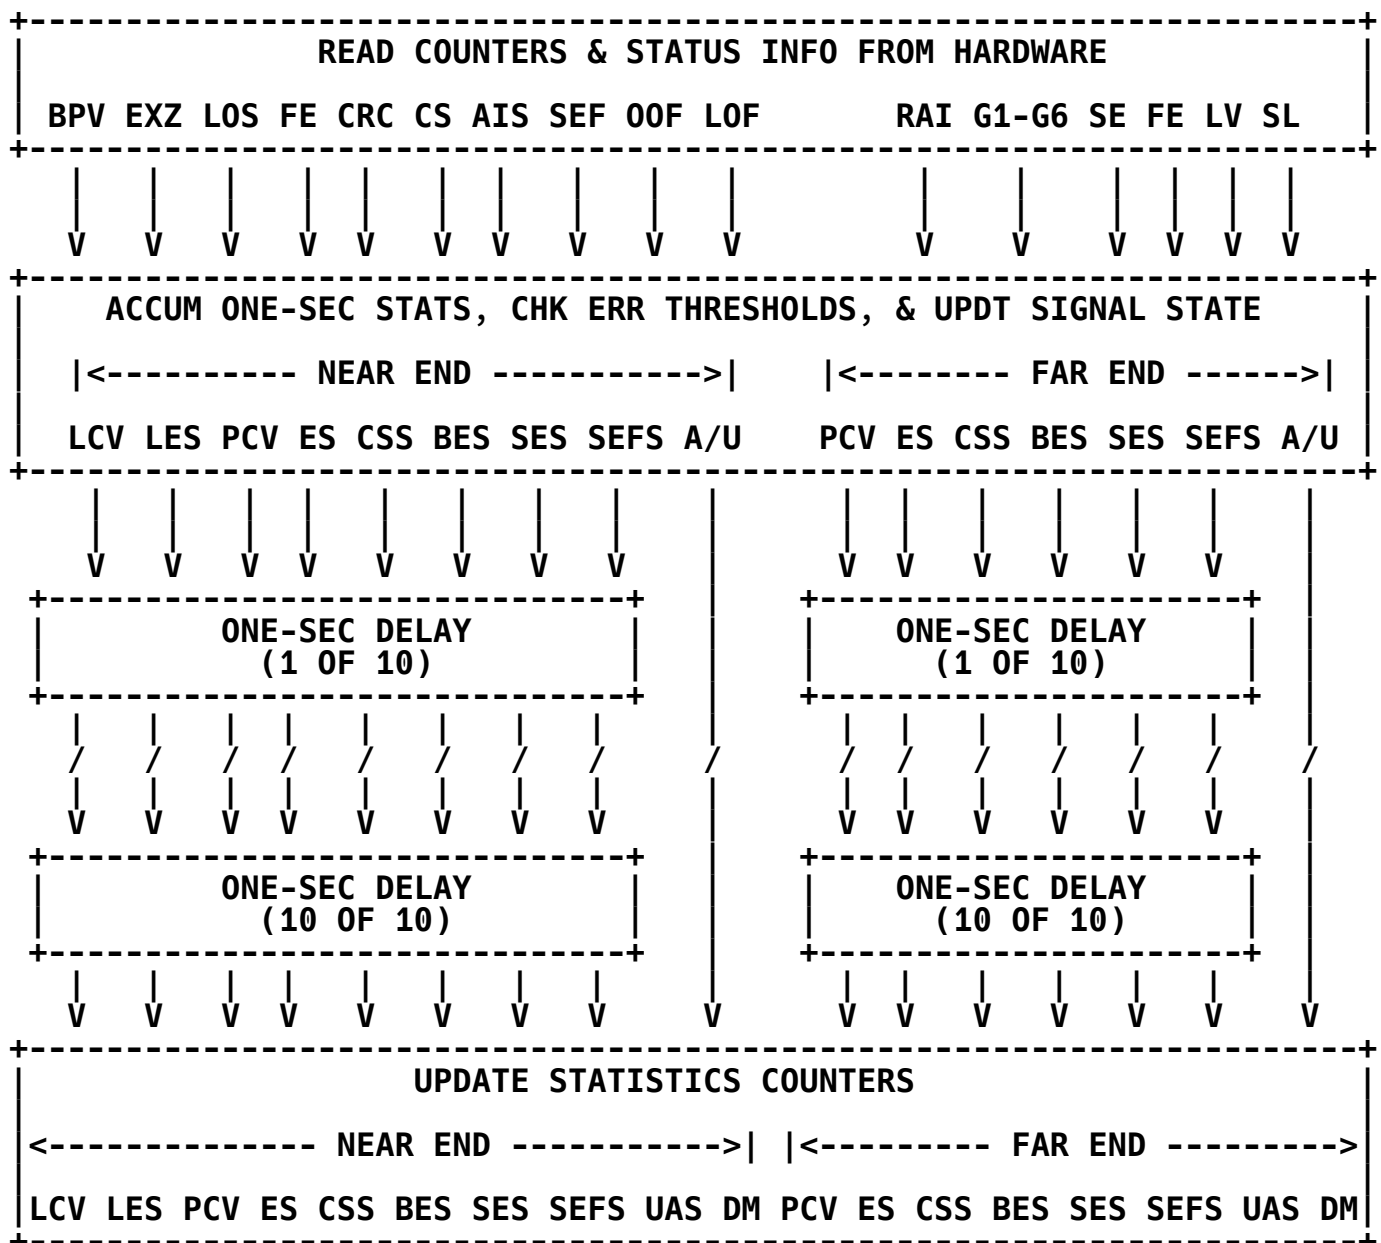 READ COUNTERS & STATUS INFO FROM HARDWARE
BPV EXZ LOS FE CRC CS AIS SEF OOF LOF RAI G1-G6 SE FE LV SL
ACCUM ONE-SEC STATS, CHK ERR THRESHOLDS, & UPDT SIGNAL STATE
|<---------- NEAR END ----------->| |<-------- FAR END ------>|
LCV LES PCV ES CSS BES SES SEFS A/U PCV ES CSS BES SES SEFS A/U
ONE-SEC DELAY ONE-SEC DELAY
(1 OF 10) (1 OF 10)
ONE-SEC DELAY ONE-SEC DELAY
(10 OF 10) (10 OF 10)
UPDATE STATISTICS COUNTERS
<-------------- NEAR END ----------->| |<--------- FAR END --------->
LCV LES PCV ES CSS BES SES SEFS UAS DM PCV ES CSS BES SES SEFS UAS DM